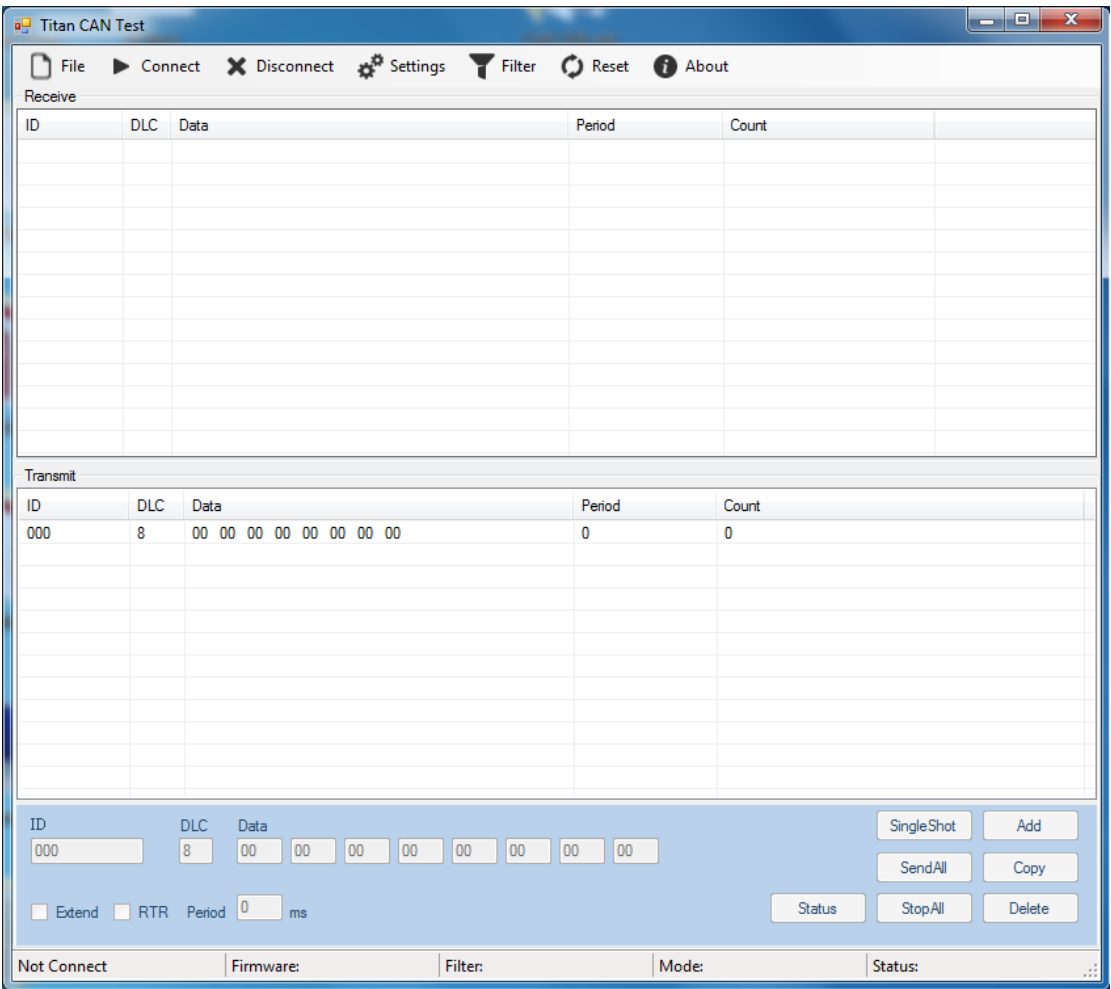 Titan CAN Test
File Connect Disconnect Settings Filter Reset About
Receive
ID DLC Data Period Count
Transmit
ID DLC Data Period Count
000 8 00 00 00 00 00 00 00 00 0 0
ID DLC Data
000 8 00 00 00 00 00 00 00 00
SingleShot Add
SendAll Copy
Extend RTR Period 0 ms
Status StopAll Delete
Not Connect Firmware: Filter: Mode: Status: